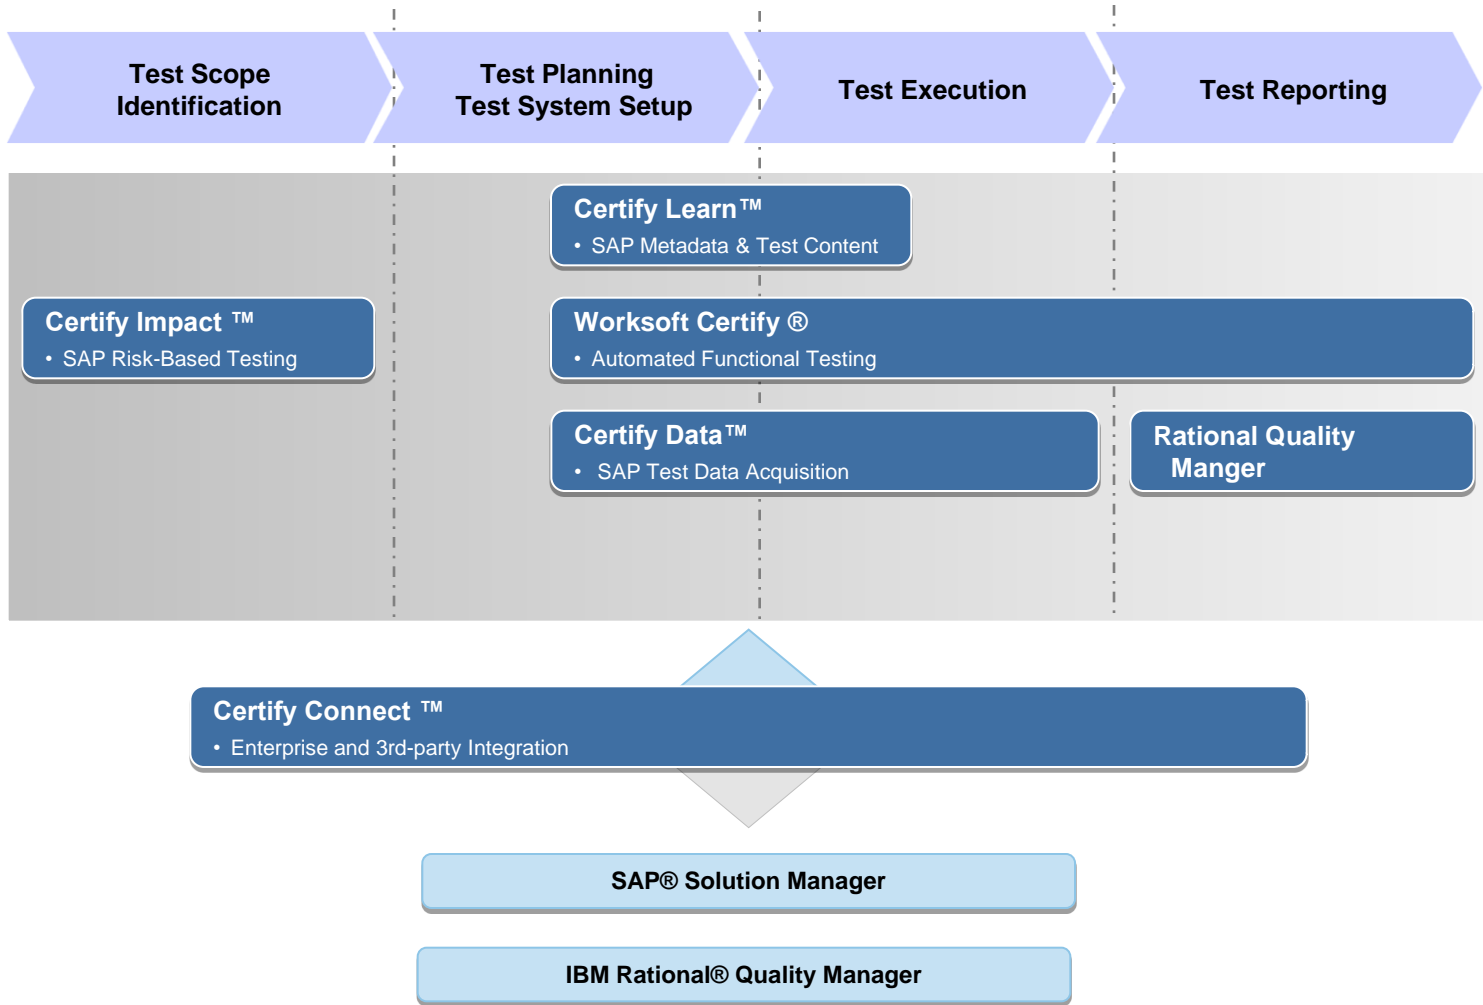 Test Scope
Identification
Test Planning
Test System Setup
Test Execution
Test Reporting
Certify Learn™
• SAP Metadata & Test Content
Certify Impact ™
• SAP Risk-Based Testing
Worksoft Certify ®
• Automated Functional Testing
Certify Data™
• SAP Test Data Acquisition
Rational Quality
Manger
Certify Connect ™
• Enterprise and 3rd-party Integration
SAP® Solution Manager
IBM Rational® Quality Manager